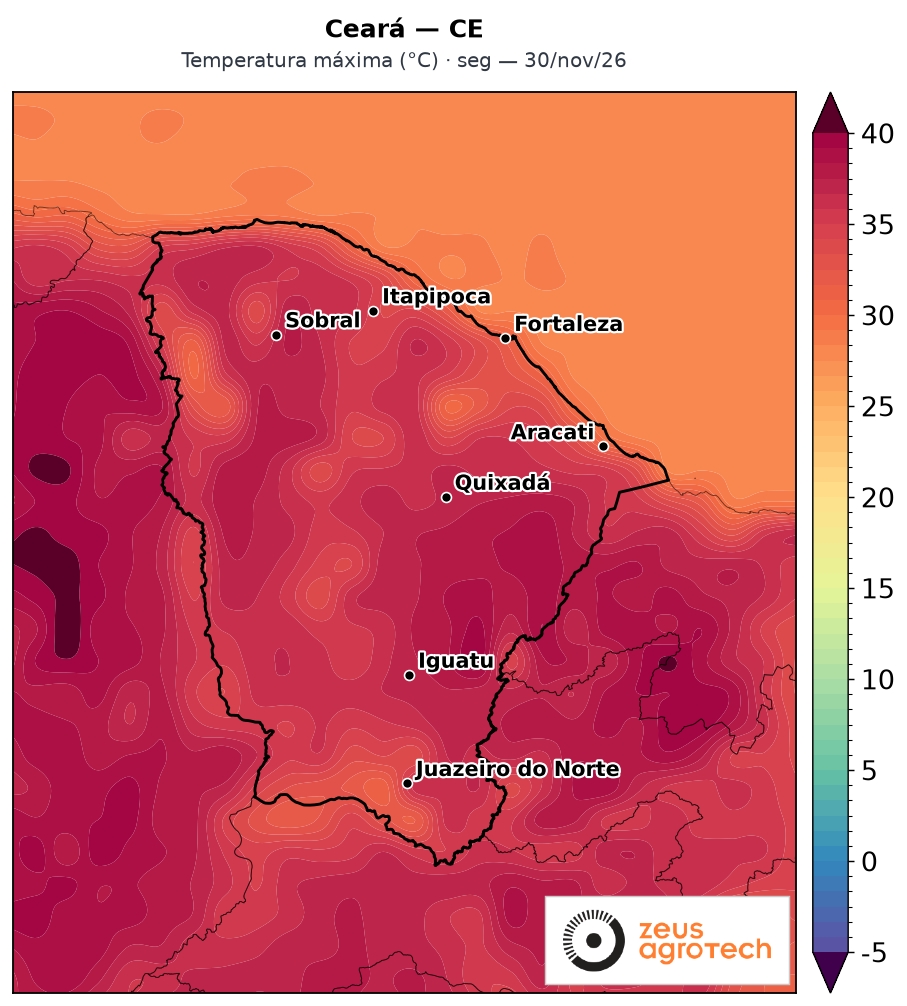 Ceará — CE
Temperatura máxima (°C) · seg — 30/nov/26
Itapipoca
Sobral
Fortaleza
Aracati
Quixadá
Iguatu
Juazeiro do Norte
40
35
30
25
20
15
10
5
0
-5
zeus
agrotech